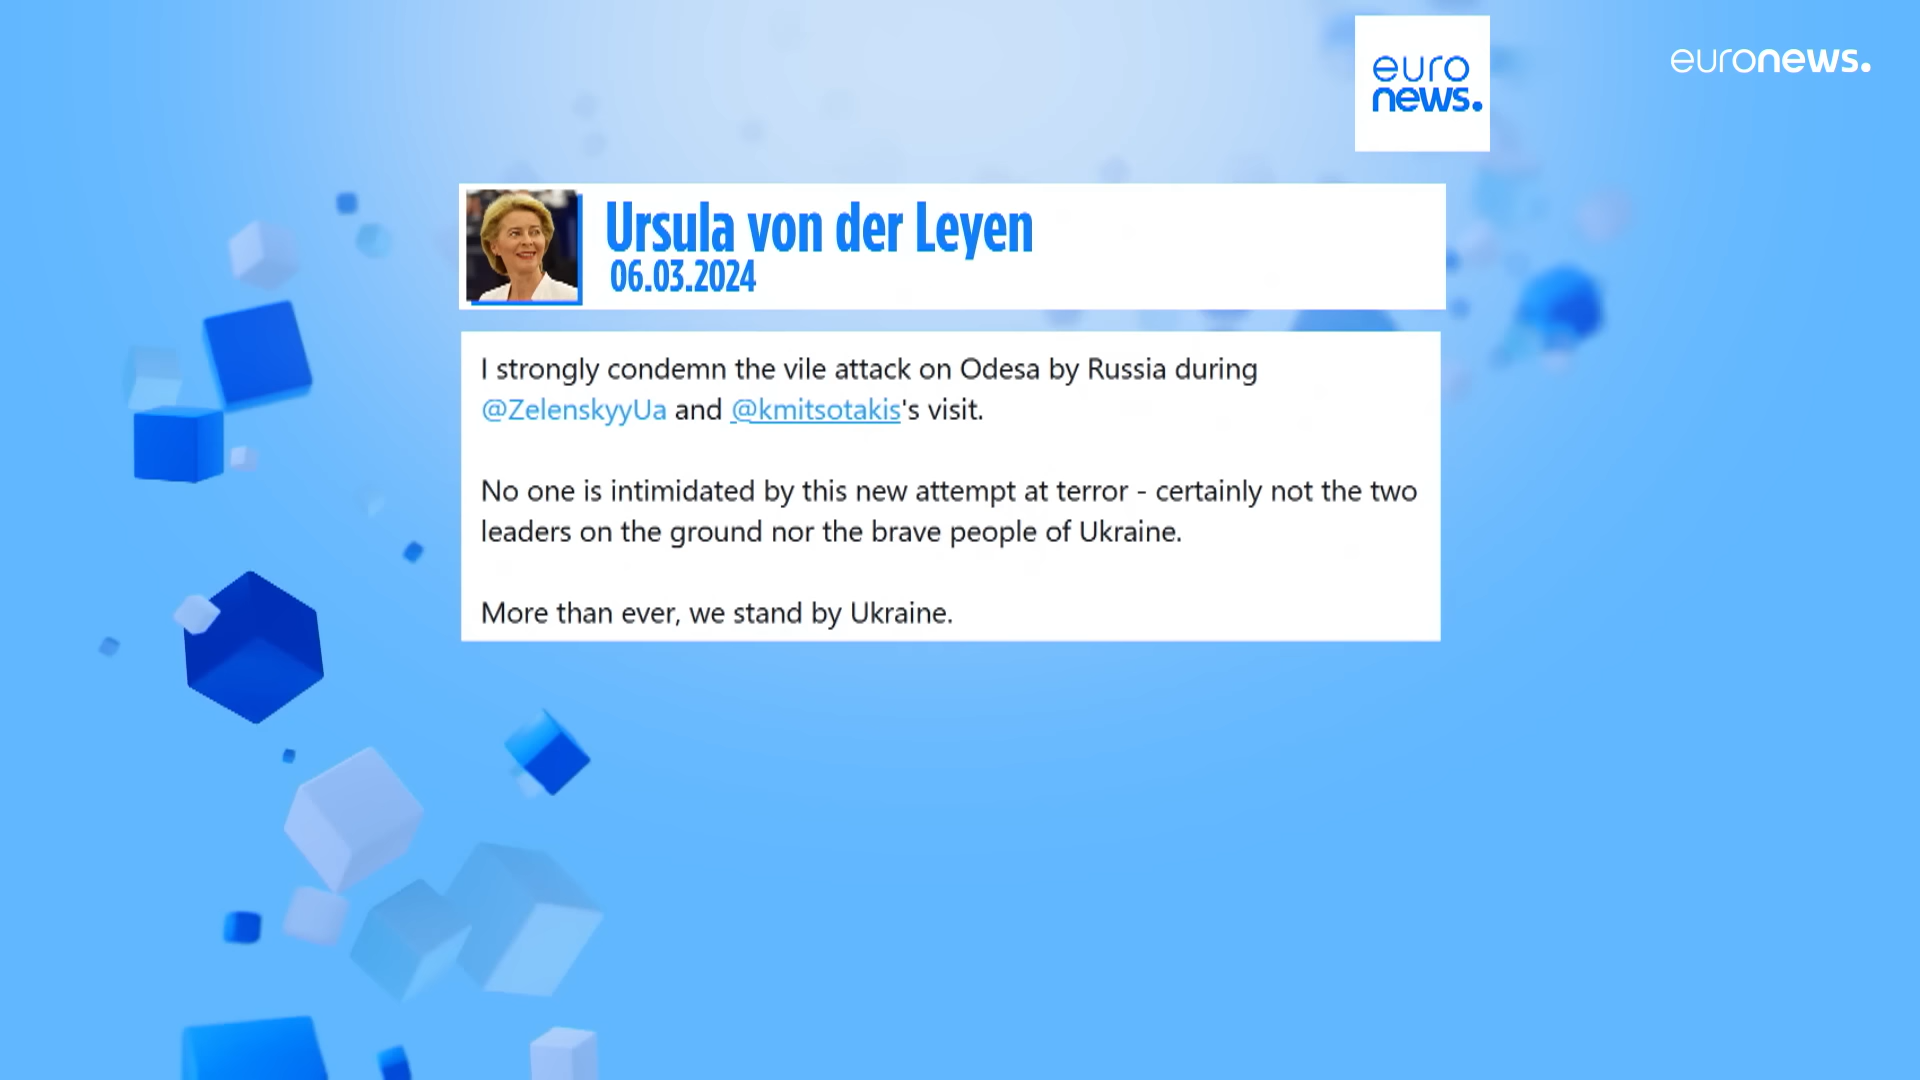 euro
news.
euronews.
Ursula von der Leyen
06.03.2024
I strongly condemn the vile attack on Odesa by Russia during
@ZelenskyyUa and @kmitsotakis's visit.
No one is intimidated by this new attempt at terror - certainly not the two
leaders on the ground nor the brave people of Ukraine.
More than ever, we stand by Ukraine.